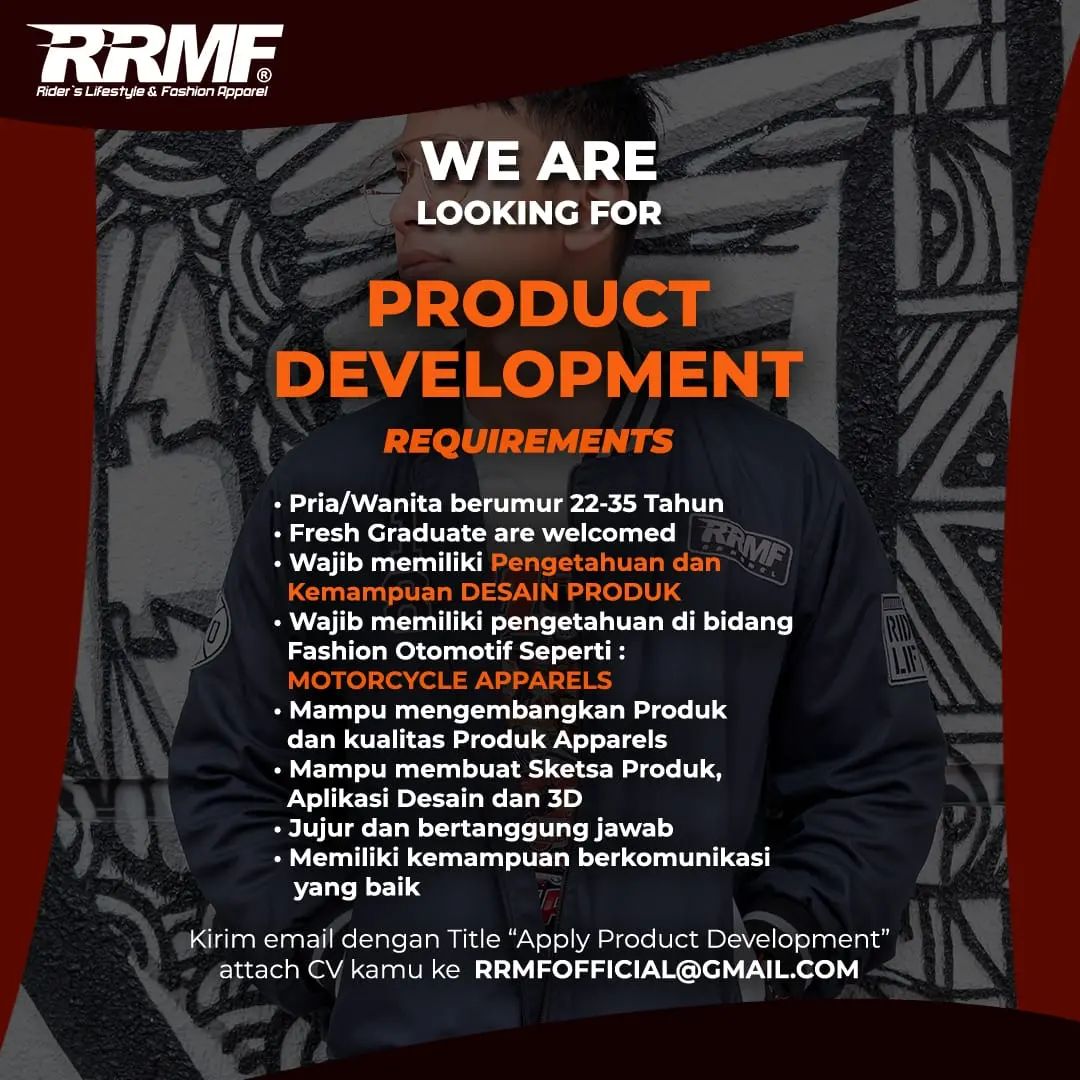 RRMF®
Rider's Lifestyle & Fashion Apparel
WE ARE
LOOKING FOR
PRODUCT
DEVELOPMENT
REQUIREMENTS
• Pria/Wanita berumur 22-35 Tahun
• Fresh Graduate are welcomed
• Wajib memiliki Pengetahuan dan
Kemampuan DESAIN PRODUK
• Wajib memiliki pengetahuan di bidang
Fashion Otomotif Seperti :
MOTORCYCLE APPARELS
• Mampu mengembangkan Produk
dan kualitas Produk Apparels
• Mampu membuat Sketsa Produk,
Aplikasi Desain dan 3D
• Jujur dan bertanggung jawab
• Memiliki kemampuan berkomunikasi
yang baik
Kirim email dengan Title “Apply Product Development”
attach CV kamu ke RRMFOFFICIAL@GMAIL.COM
RRMF
APPAREL